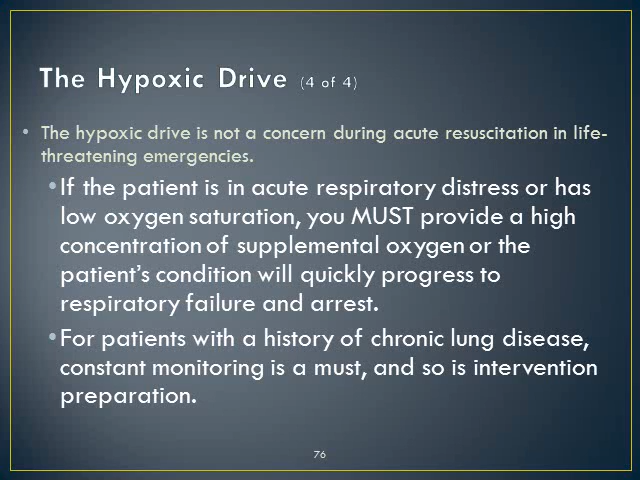 The Hypoxic Drive (4 of 4)
• The hypoxic drive is not a concern during acute resuscitation in life-
threatening emergencies.
• If the patient is in acute respiratory distress or has
low oxygen saturation, you MUST provide a high
concentration of supplemental oxygen or the
patient's condition will quickly progress to
respiratory failure and arrest.
• For patients with a history of chronic lung disease,
constant monitoring is a must, and so is intervention
preparation.
76